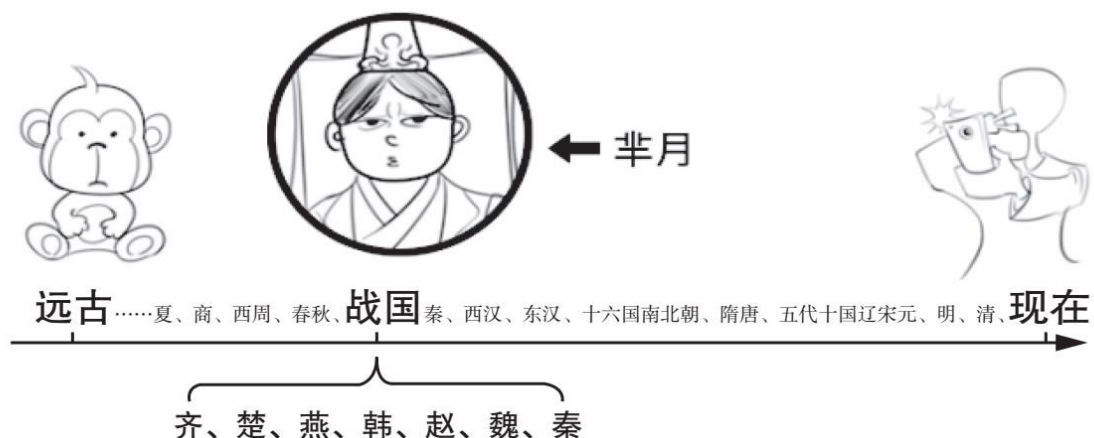 芈月
远古……夏、商、西周、春秋、战国秦、西汉、东汉、十六国南北朝、隋唐、五代十国辽宋元、明、清、现在
齐、楚、燕、韩、赵、魏、秦